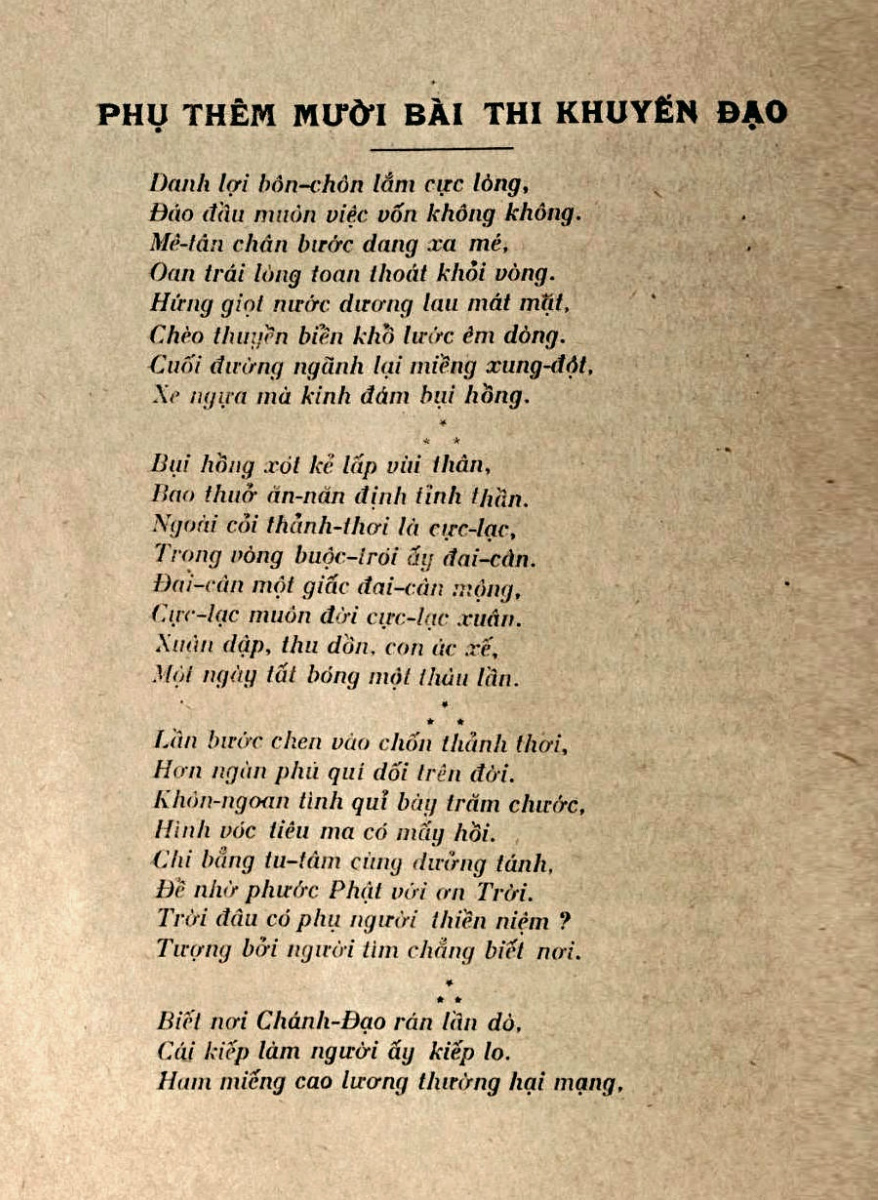 PHỤ THÊM MƯỜI BÀI THI KHUYẾN ĐẠO
Danh lợi bôn-chôn lắm cực lòng,
Đáo đầu muôn việc vốn không không.
Mê-tân chân bước dang xa mé,
Oan trái lòng toan thoát khỏi vòng.
Hứng giọt nước dương lau mát mặt,
Chèo thuyền biển khổ lước êm dòng.
Cuối đường ngãnh lại miềng xung-đột,
Xe ngựa mà kinh đám bụi hồng.
*
* *
Bụi hồng xót kẻ lấp vùi thân,
Bao thuở ăn-năn định tỉnh thần.
Ngoài cỏi thảnh-thơi là cực-lạc,
Trong vòng buộc-trói ấy đai-cân.
Đai-cân một giấc đai-cân mộng,
Cực-lạc muôn đời cực-lạc xuân.
Xuân dập, thu dồn, con ác xế,
Một ngày tắt bóng một thâu lần.
*
* *
Lần bước chen vào chốn thảnh thơi,
Hơn ngàn phú quí dối trên đời.
Khôn-ngoan tình quỉ bày trăm chước,
Hình vóc tiêu ma có mấy hồi.
Chi bằng tu-tâm cùng dưỡng tánh,
Để nhờ phước Phật với ơn Trời.
Trời đâu có phụ người thiền niệm ?
Tượng bởi người tìm chẳng biết nơi.
*
* *
Biết nơi Chánh-Đạo rán lần dò,
Cái kiếp làm người ấy kiếp lo.
Ham miếng cao lương thường hại mạng,